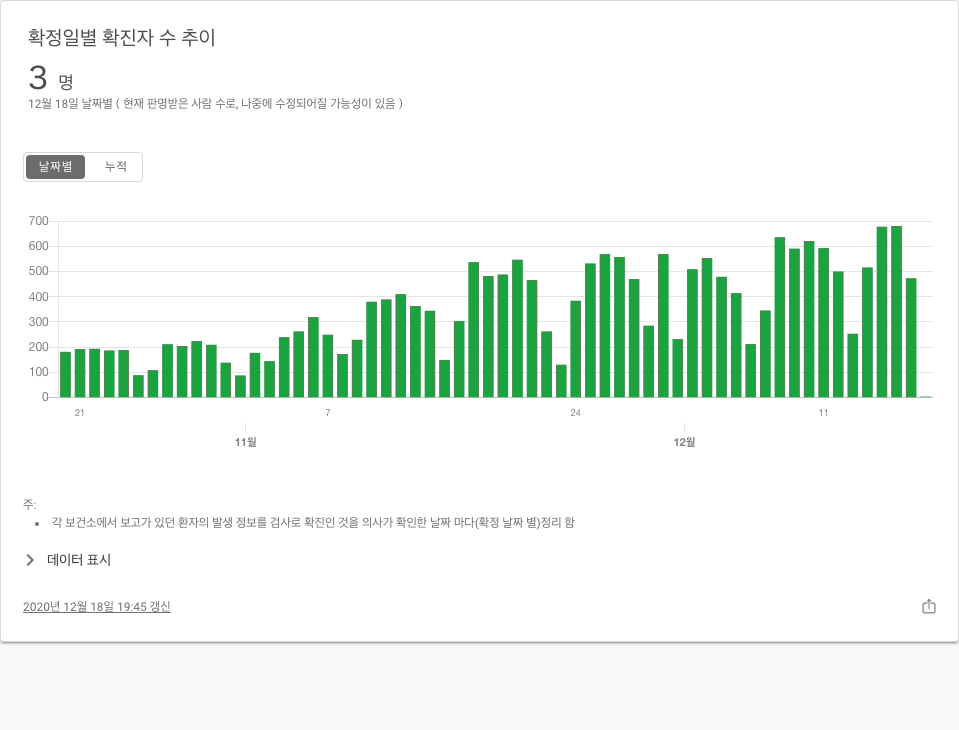 확정일별 확진자 수 추이
3 명
12월 18일 날짜별 ( 현재 판명받은 사람 수로, 나중에 수정되어질 가능성이 있음 )
날짜별 누적
700
600
500
400
300
200
100
0
21 7 24 11
11월 12월
주:
각 보건소에서 보고가 있던 환자의 발생 정보를 검사로 확진인 것을 의사가 확인한 날짜 마다(확정 날짜 별)정리 함
데이터 표시
2020년 12월 18일 19:45 갱신